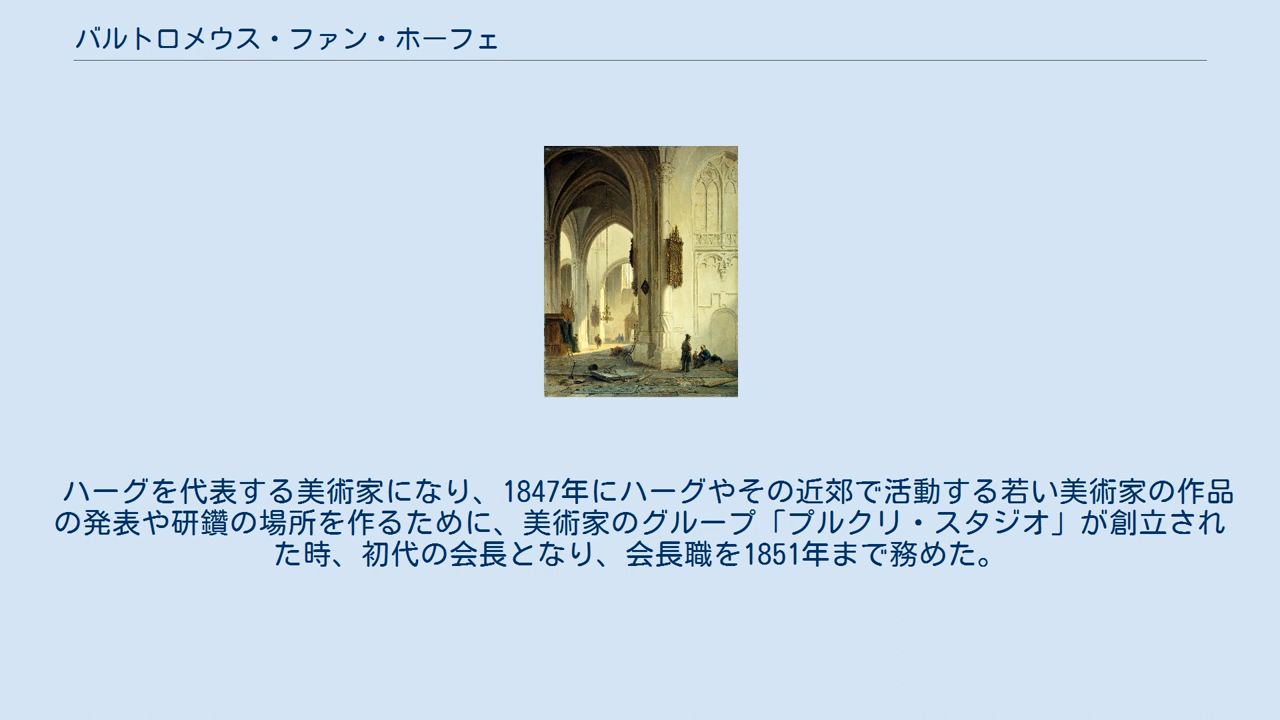 バルトロメウス・ファン・ホーフェ
ハーグを代表する美術家になり、1847年にハーグやその近郊で活動する若い美術家の作品
の発表や研鑽の場所を作るために、美術家のグループ「プルクリ・スタジオ」が創立され
た時、初代の会長となり、会長職を1851年まで務めた。